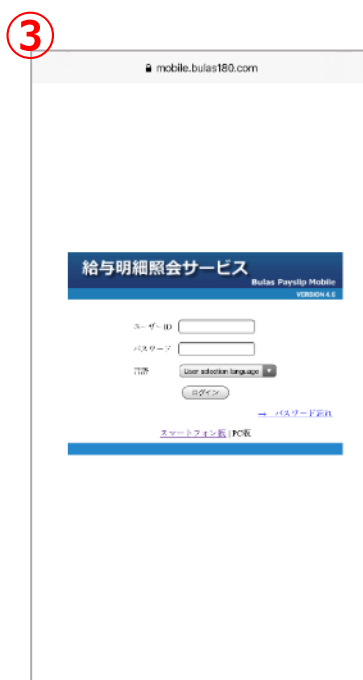 ③
mobile.bulas180.com
給与明細照会サービス
Bulas Payslip Mobile
VERSION 4.5
ユーザーID
パスワード
言語 User selection language
ログイン
→ パスワード忘れ
スマートフォン版 | PC版